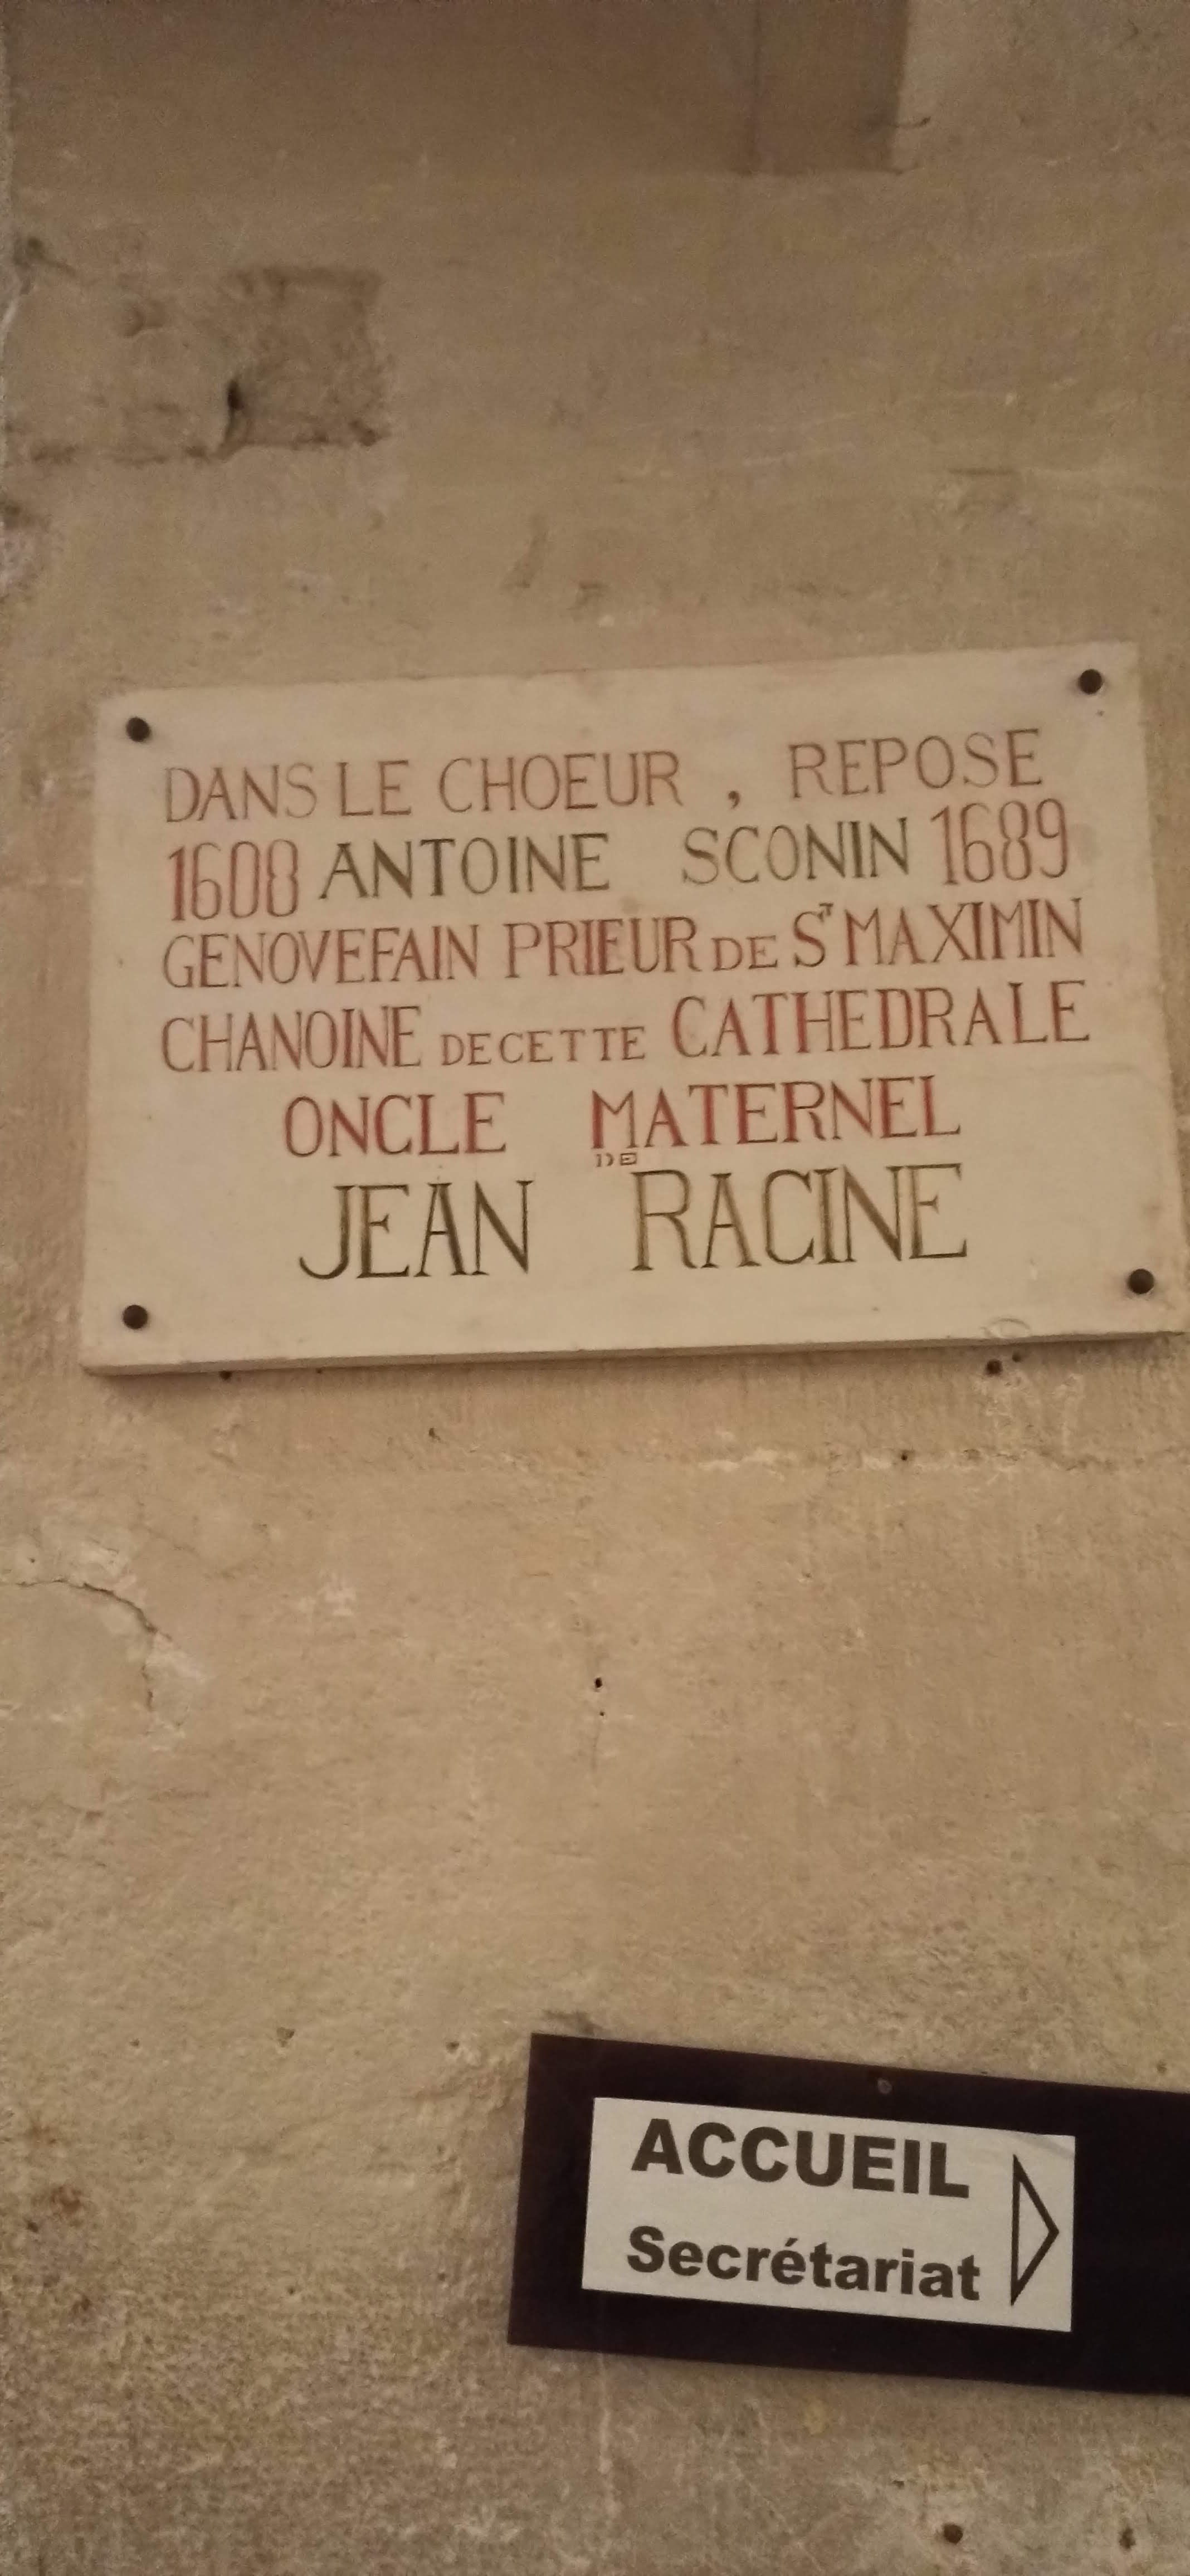 DANS LE CHOEUR , REPOSE
1608 ANTOINE SCONIN 1689
GENOVEFAIN PRIEUR DE ST MAXIMIN
CHANOINE DE CETTE CATHEDRALE
ONCLE MATERNEL
DE
JEAN RACINE
ACCUEIL
Secrétariat